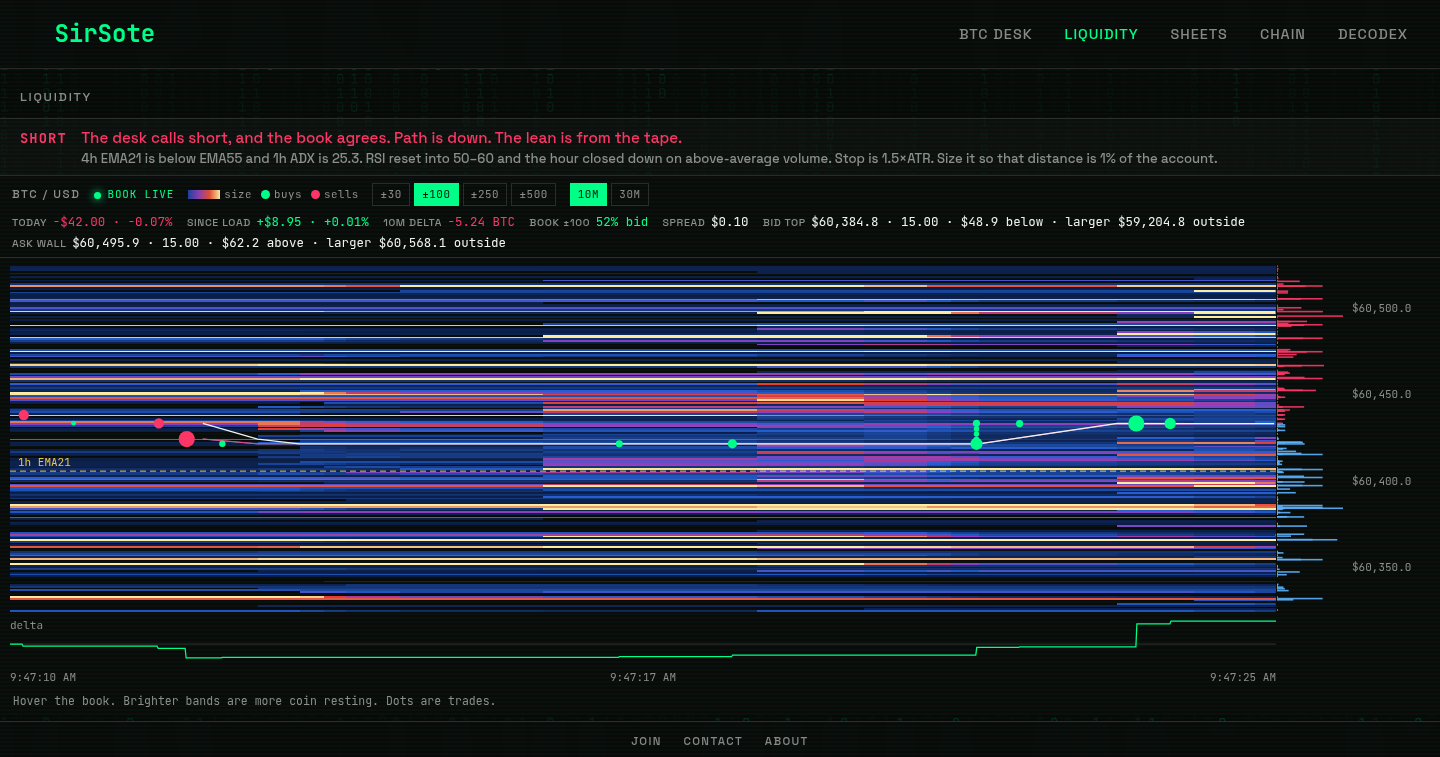 SirSote
BTC DESK LIQUIDITY SHEETS CHAIN DECODEX
LIQUIDITY
SHORT The desk calls short, and the book agrees. Path is down. The lean is from the tape.
4h EMA21 is below EMA55 and 1h ADX is 25.3. RSI reset into 50–60 and the hour closed down on above-average volume. Stop is 1.5×ATR. Size it so that distance is 1% of the account.
BTC / USD BOOK LIVE size buys sells ±30 ±100 ±250 ±500 10M 30M
TODAY -$42.00 · -0.07% SINCE LOAD +$8.95 · +0.01% 10M DELTA -5.24 BTC BOOK ±100 52% bid SPREAD $0.10 BID TOP $60,384.8 · 15.00 · $48.9 below · larger $59,204.8 outside
ASK WALL $60,495.9 · 15.00 · $62.2 above · larger $60,568.1 outside
$60,500.0
$60,450.0
1h EMA21
$60,400.0
$60,350.0
delta
9:47:10 AM 9:47:17 AM 9:47:25 AM
Hover the book. Brighter bands are more coin resting. Dots are trades.
JOIN CONTACT ABOUT